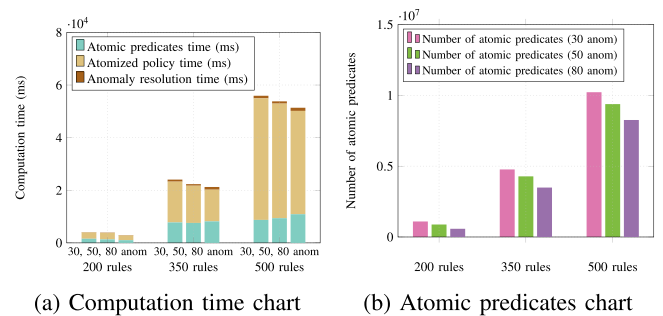 ·10⁴
8
6
4
2
0
Computation time (ms)
Atomic predicates time (ms)
Atomized policy time (ms)
Anomaly resolution time (ms)
30, 50, 80 anom 30, 50, 80 anom 30, 50, 80 anom
200 rules 350 rules 500 rules
(a) Computation time chart
·10⁷
1.5
1
0.5
0
Number of atomic predicates
Number of atomic predicates (30 anom)
Number of atomic predicates (50 anom)
Number of atomic predicates (80 anom)
200 rules 350 rules 500 rules
(b) Atomic predicates chart